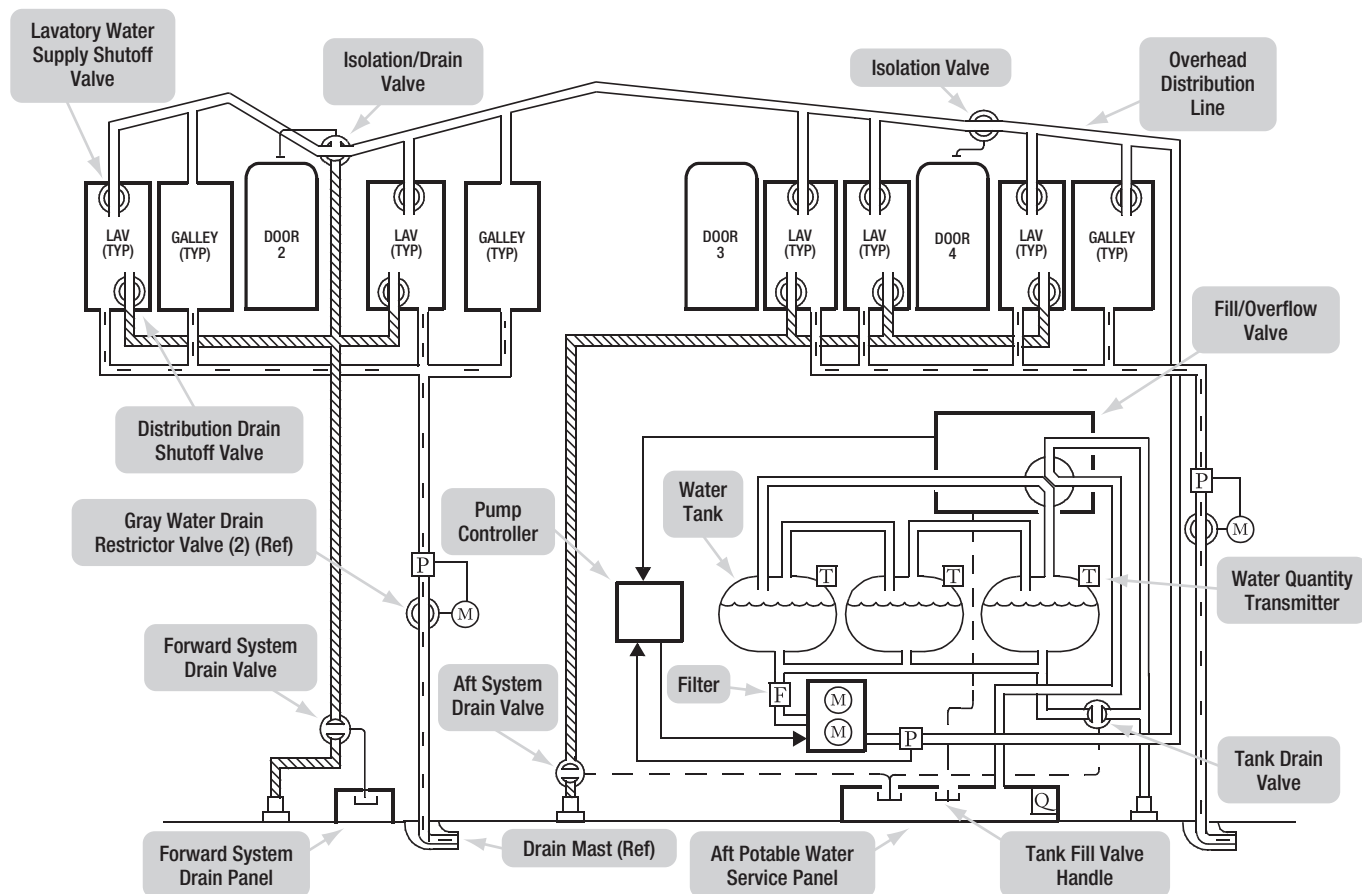 Lavatory Water
Supply Shutoff
Valve
Isolation/Drain
Valve
Isolation Valve
Overhead
Distribution
Line
LAV
(TYP)
GALLEY
(TYP)
DOOR
2
LAV
(TYP)
GALLEY
(TYP)
DOOR
3
LAV
(TYP)
LAV
(TYP)
DOOR
4
LAV
(TYP)
GALLEY
(TYP)
Fill/Overflow
Valve
Distribution Drain
Shutoff Valve
Gray Water Drain
Restrictor Valve (2) (Ref)
Pump
Controller
Water
Tank
P
M
P
M
T
T
T
Water Quantity
Transmitter
Forward System
Drain Valve
Aft System
Drain Valve
Filter
F
M
M
P
Tank Drain
Valve
Q
Forward System
Drain Panel
Drain Mast (Ref)
Aft Potable Water
Service Panel
Tank Fill Valve
Handle